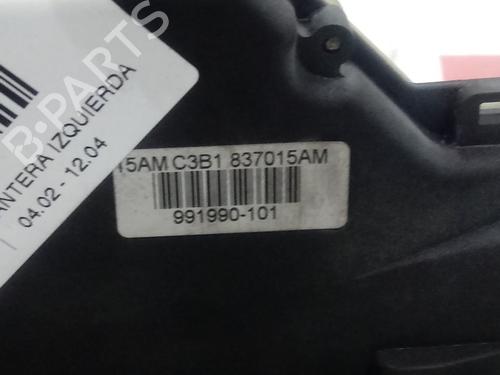 ANTERA IZQUIERDA
04.02 - 12.04
15AM C3B1 837015AM
991990-101
B-PARTS